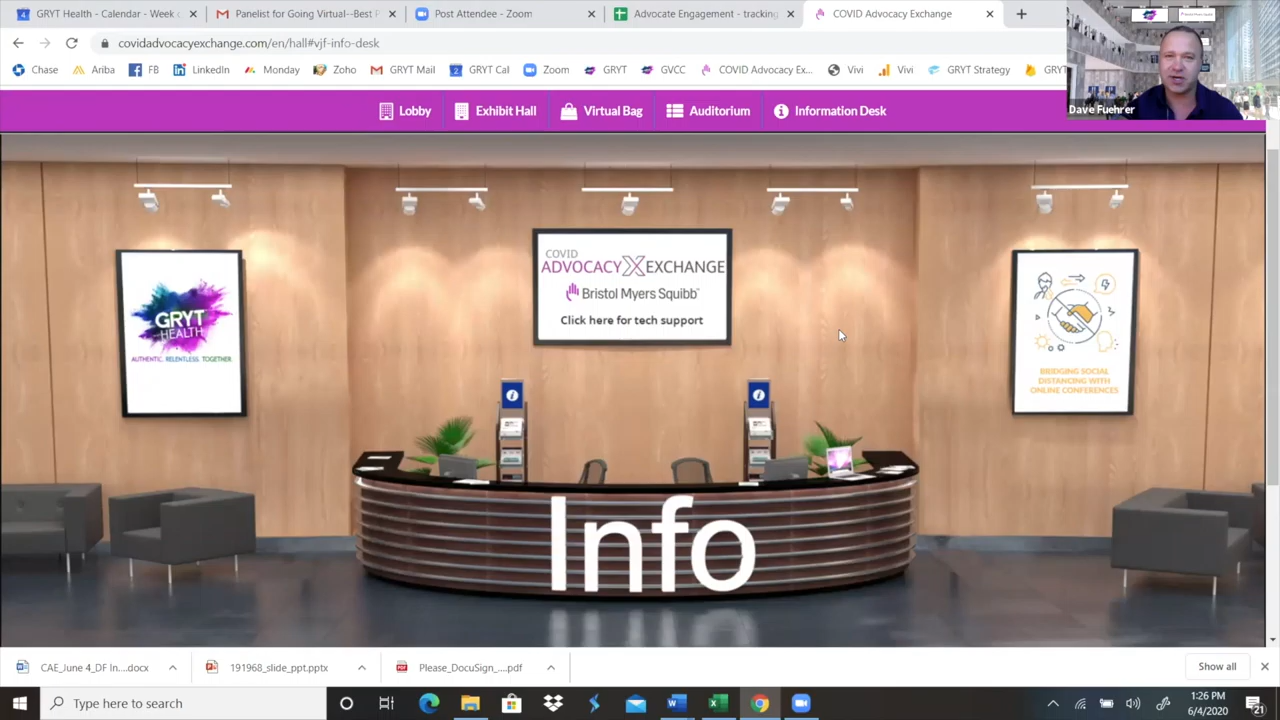 GRYT Health - Calendar - Week
Panelist for Going Virtual--Best P
Post Attendee - Zoom
Advocate Engagement - tracking
COVID Advocacy Exchange
covidadvocacyexchange.com/en/hall#vjf-info-desk
Chase
Ariba
FB
LinkedIn
Monday
Zoho
GRYT Mail
GRYT Cal
Zoom
GRYT
GVCC
COVID Advocacy Ex...
Vivi
Vivi
GRYT Strategy
GRYT
Dave Fuehrer
Lobby
Exhibit Hall
Virtual Bag
Auditorium
Information Desk
GRYT
HEALTH
AUTHENTIC. RELENTLESS. TOGETHER.
COVID
ADVOCACY EXCHANGE
Bristol Myers Squibb
Click here for tech support
BRIDGING SOCIAL
DISTANCING WITH
ONLINE CONFERENCES
Info
CAE_June 4_DF In....docx
191968_slide_ppt.pptx
Please_DocuSign_....pdf
Show all
Type here to search
1:26 PM
6/4/2020
21